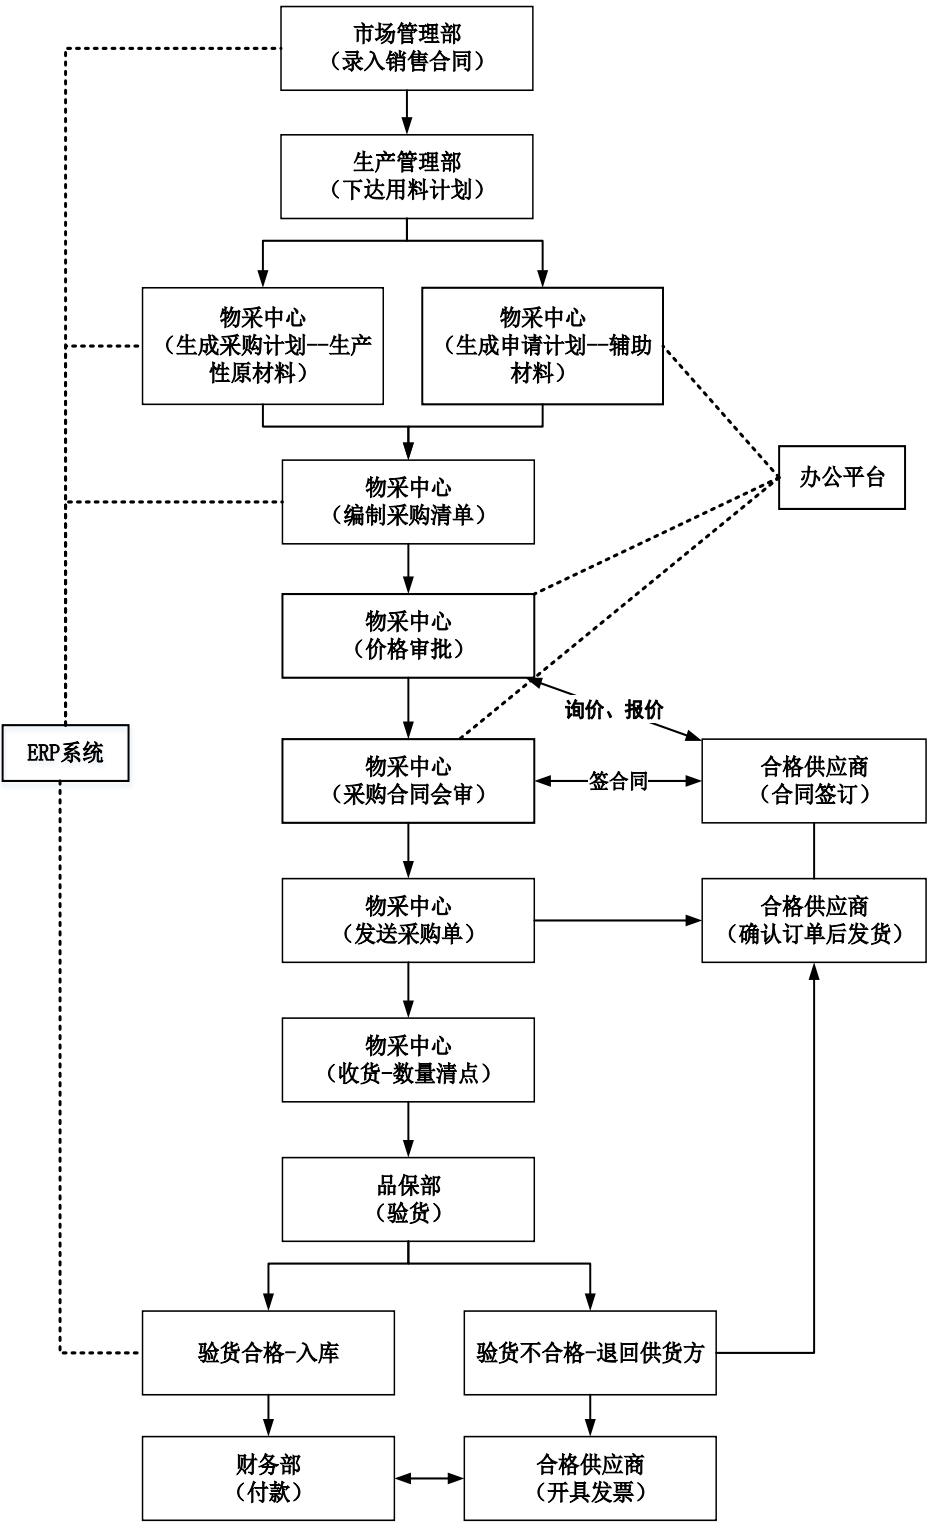 市场管理部
（录入销售合同）
生产管理部
（下达用料计划）
物采中心
（生成采购计划--生产
性原材料）
物采中心
（生成申请计划--辅助
材料）
办公平台
物采中心
（编制采购清单）
物采中心
（价格审批）
询价、报价
ERP系统
物采中心
（采购合同会审）
签合同
合格供应商
（合同签订）
物采中心
（发送采购单）
合格供应商
（确认订单后发货）
物采中心
（收货-数量清点）
品保部
（验货）
验货合格-入库
验货不合格-退回供货方
财务部
（付款）
合格供应商
（开具发票）